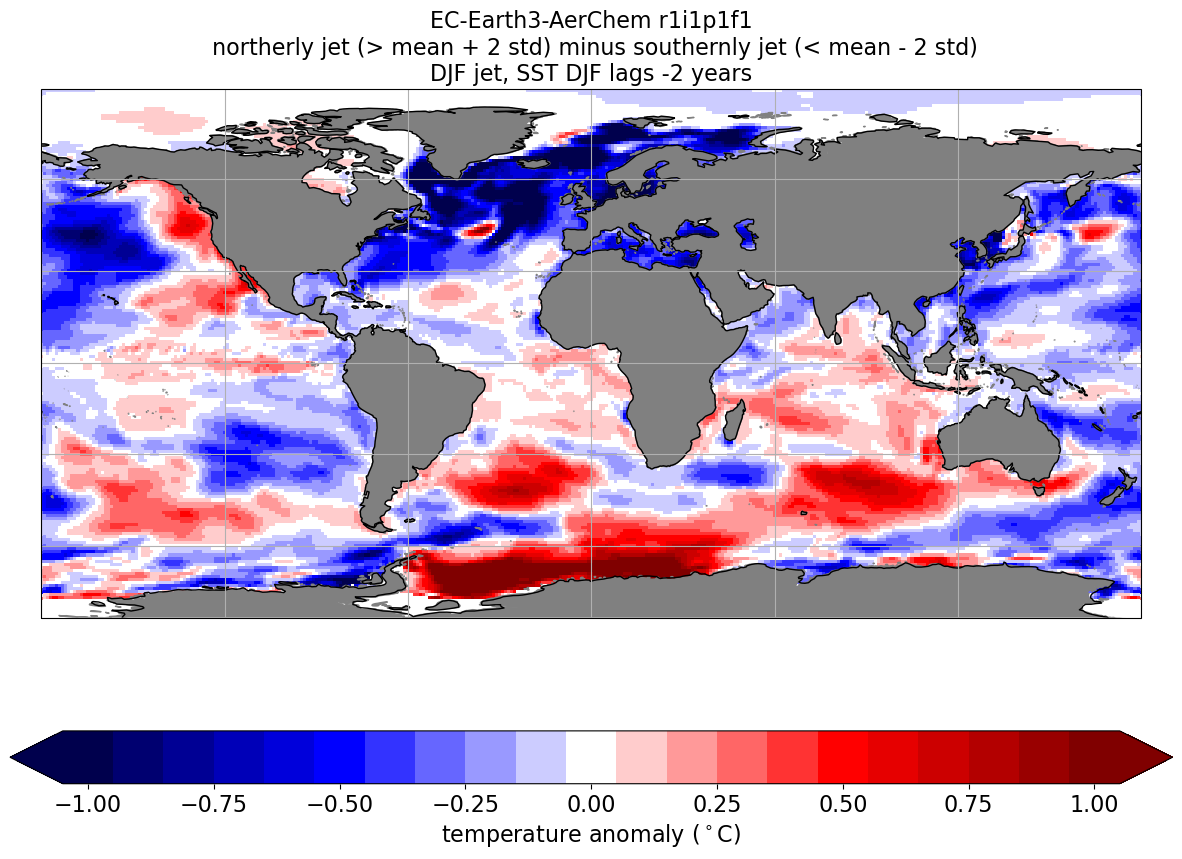 EC-Earth3-AerChem r1i1p1f1
northerly jet (> mean + 2 std) minus southernly jet (< mean - 2 std)
DJF jet, SST DJF lags -2 years
−1.00 −0.75 −0.50 −0.25 0.00 0.25 0.50 0.75 1.00
temperature anomaly (°C)